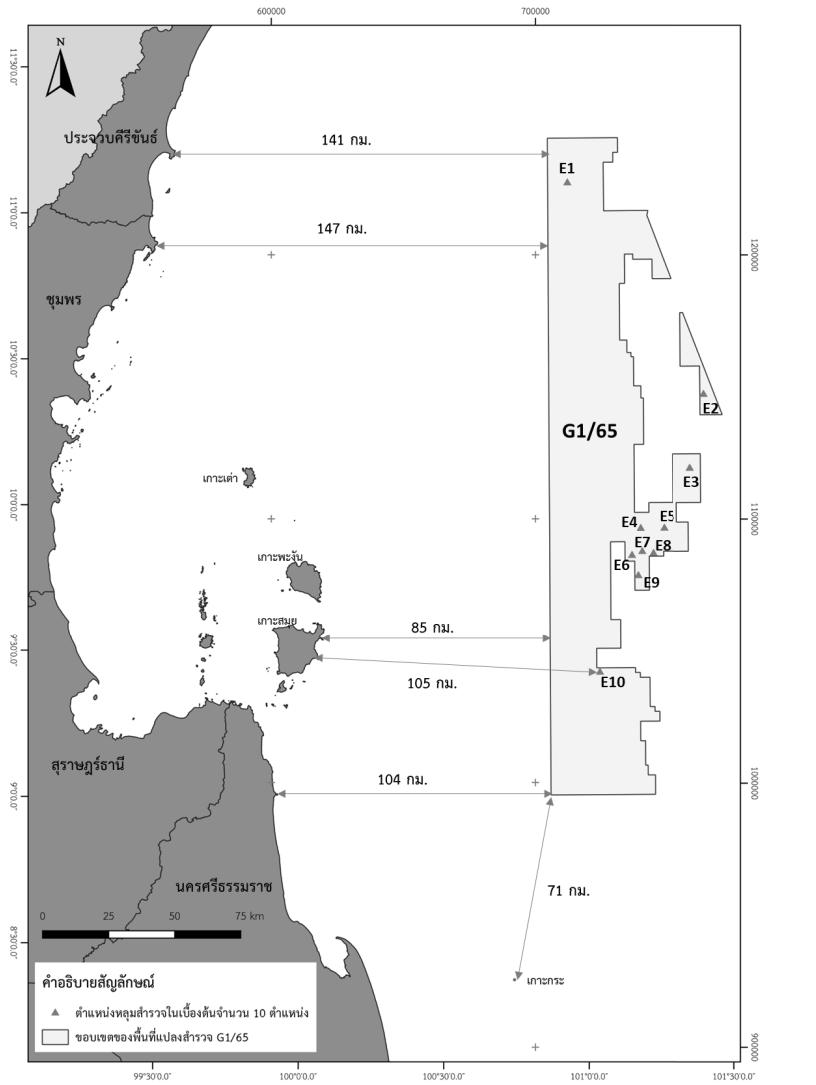 600000
700000
N
11°30'0.0"
ประจวบคีรีขันธ์
141 กม.
E1
11°0'0.0"
147 กม.
1200000
ชุมพร
10°30'0.0"
E2
G1/65
เกาะเต่า
E3
10°0'0.0"
1100000
E4
E5
E7
E8
เกาะพะงัน
E6
E9
เกาะสมุย
85 กม.
9°30'0.0"
105 กม.
E10
สุราษฎร์ธานี
104 กม.
1000000
9°0'0.0"
นครศรีธรรมราช
71 กม.
0 25 50 75 km
8°30'0.0"
เกาะกระ
คำอธิบายสัญลักษณ์
ตำแหน่งหลุมสำรวจในเบื้องต้นจำนวน 10 ตำแหน่ง
ขอบเขตของพื้นที่แปลงสำรวจ G1/65
900000
99°30'0.0"
100°0'0.0"
100°30'0.0"
101°0'0.0"
101°30'0.0"